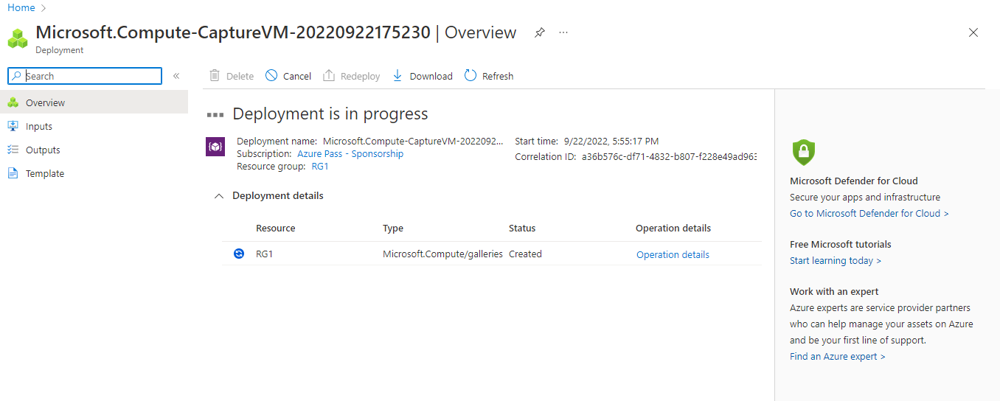 Home >
Microsoft.Compute-CaptureVM-20220922175230 | Overview
Deployment
Search
«
Delete
Cancel
Redeploy
Download
Refresh
Overview
Inputs
Outputs
Template
Deployment is in progress
Deployment name: Microsoft.Compute-CaptureVM-2022092...
Subscription: Azure Pass - Sponsorship
Resource group: RG1
Start time: 9/22/2022, 5:55:17 PM
Correlation ID: a36b576c-df71-4832-b807-f228e49ad963
Deployment details
Resource Type Status Operation details
RG1 Microsoft.Compute/galleries Created Operation details
Microsoft Defender for Cloud
Secure your apps and infrastructure
Go to Microsoft Defender for Cloud >
Free Microsoft tutorials
Start learning today >
Work with an expert
Azure experts are service provider partners
who can help manage your assets on Azure
and be your first line of support.
Find an Azure expert >